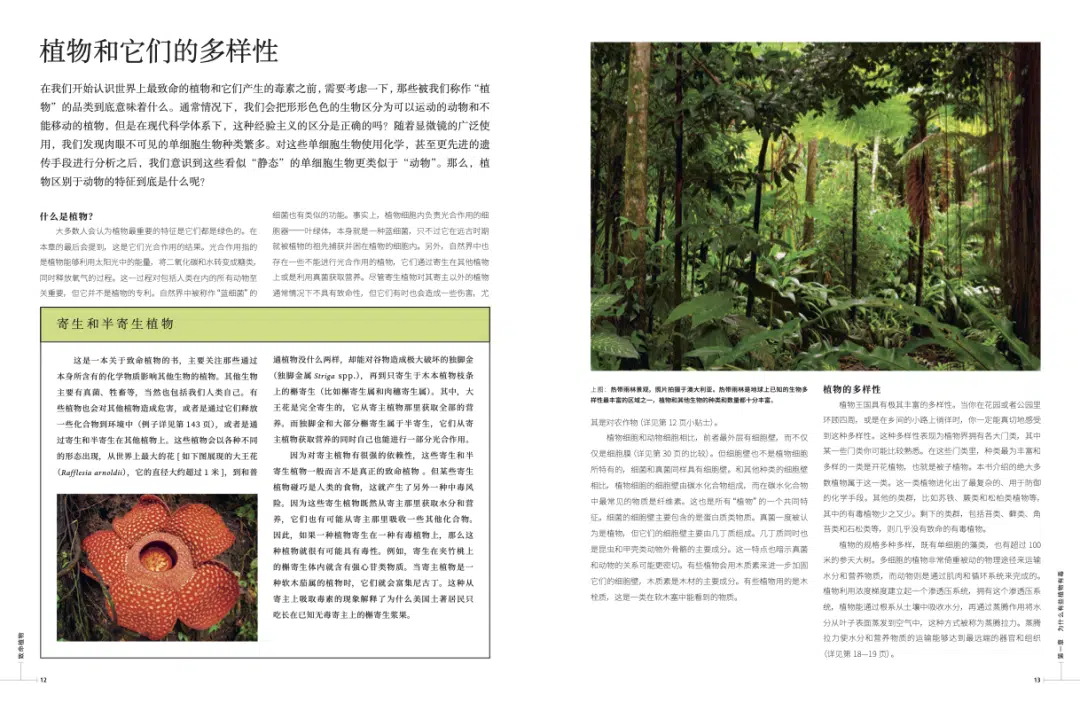 植物和它们的多样性
在我们开始认识世界上最致命的植物和它们产生的毒素之前，需要考虑一下，那些被我们称作“植
物”的品类到底意味着什么。通常情况下，我们会把形形色色的生物区分为可以运动的动物和不
能移动的植物，但是在现代科学体系下，这种经验主义的区分是正确的吗？随着显微镜的广泛使
用，我们发现肉眼不可见的单细胞生物种类繁多。对这些单细胞生物使用化学，甚至更先进的遗
传手段进行分析之后，我们意识到这些看似“静态”的单细胞生物更类似于“动物”。那么，植
物区别于动物的特征到底是什么呢？
什么是植物？
大多数人会认为植物最重要的特征是它们都是绿色的。在
本章的最后会提到，这是它们光合作用的结果。光合作用指的
是植物能够利用太阳光中的能量，将二氧化碳和水转变成糖类，
同时释放氧气的过程。这一过程对包括人类在内的所有动物至
关重要，但它并不是植物的专利。自然界中被称作“蓝细菌”的
细菌也有类似的功能。事实上，植物细胞内负责光合作用的细
胞器——叶绿体，本身就是一种蓝细菌，只不过它在远古时期
就被植物的祖先捕获并困在植物的细胞内。另外，自然界中也
存在一些不能进行光合作用的植物，它们通过寄生在其他植物
上或是利用真菌获取营养。尽管寄生植物对其寄主以外的植物
通常情况下不具有致命性，但它们有时也会造成一些伤害，尤
寄生和半寄生植物
这是一本关于致命植物的书，主要关注那些通过
本身所含有的化学物质影响其他生物的植物。其他生物
主要有真菌、牲畜等，当然也包括我们人类自己。有
些植物也会对其他植物造成危害，或者是通过它们释放
一些化合物到环境中（例子详见第 143 页），或者是通
过寄生和半寄生在其他植物上。这些植物会以各种不同
的形态出现，从世界上最大的花 [ 如下图展现的大王花
（Rafflesia arnoldii），它的直径大约超过 1 米 ]，到和普
通植物没什么两样，却能对谷物造成极大破坏的独脚金
（独脚金属 Striga spp.），再到只寄生于木本植物枝条
上的槲寄生（比如槲寄生属和肉穗寄生属）。其中，大
王花是完全寄生的，它从寄主植物那里获取全部的营
养。而独脚金和大部分槲寄生属于半寄生，它们从寄
主植物获取营养的同时自己也能进行一部分光合作用。
因为对寄主植物有很强的依赖性，这些寄生和半
寄生植物一般而言不是真正的致命植物 。但某些寄生
植物碰巧是人类的食物，这就产生了另外一种中毒风
险，因为这些寄生植物既然从寄主那里获取水分和营
养，它们也有可能从寄主那里吸收一些其他化合物。
因此，如果一种植物寄生在一种有毒植物上，那么这
种植物就很有可能具有毒性。例如，寄生在夹竹桃上
的槲寄生体内就含有强心苷类物质。当寄主植物是
一种软木茄属的植物时，它们就会富集尼古丁。这种从
寄主上吸取毒素的现象解释了为什么美国土著居民只
吃长在已知无毒寄主上的槲寄生浆果。
致命植物
12
上图：热带雨林景观，照片拍摄于澳大利亚。热带雨林是地球上已知的生物多
样性最丰富的区域之一，植物和其他生物的种类和数量都十分丰富。
其是对农作物（详见第 12 页小贴士）。
植物细胞和动物细胞相比，前者最外层有细胞壁，而不仅
仅是细胞膜（详见第 30 页的比较）。但细胞壁也不是植物细胞
所特有的，细菌和真菌同样具有细胞壁。和其他种类的细胞壁
相比，植物细胞的细胞壁由碳水化合物组成，而在碳水化合物
中最常见的物质是纤维素。这也是所有“植物”的一个共同特
征。细菌的细胞壁主要包含的是蛋白质类物质。真菌一度被认
为是植物，但它们的细胞壁主要由几丁质组成。几丁质同时也
是昆虫和甲壳类动物外骨骼的主要成分。这一特点也暗示真菌
和动物的关系可能更密切。有些植物会用木质素来进一步加固
它们的细胞壁，木质素是木材的主要成分。有些植物用的是木
栓质，这是一类在软木塞中能看到的物质。
植物的多样性
植物王国具有极其丰富的多样性。当你在花园或者公园里
环顾四周，或是在乡间的小路上徜徉时，你一定能真切地感受
到这种多样性。这种多样性表现为植物界拥有各大门类，其中
某一些门类你可能比较熟悉。在这些门类里，种类最为丰富和
多样的一类是开花植物，也就是被子植物。本书介绍的绝大多
数植物属于这一类。这一类植物进化出了最复杂的、用于防御
的化学手段。其他的类群，比如苏铁、蕨类和松柏类植物等，
其中的有毒植物少之又少。剩下的类群，包括苔类、藓类、角
苔类和石松类等，则几乎没有致命的有毒植物。
植物的规格多种多样，既有单细胞的藻类，也有超过 100
米的参天大树。多细胞的植物非常倚重被动的物理途径来运输
水分和营养物质，而动物则是通过肌肉和循环系统来完成的。
植物利用浓度梯度建立起一个渗透压系统，拥有这个渗透压系
统，植物能通过根系从土壤中吸收水分，再通过蒸腾作用将水
分从叶子表面蒸发到空气中，这种方式被称为蒸腾拉力。蒸腾
拉力使水分和营养物质的运输能够达到最远端的器官和组织
（详见第 18—19 页）。
第一章 为什么有些植物有毒
13